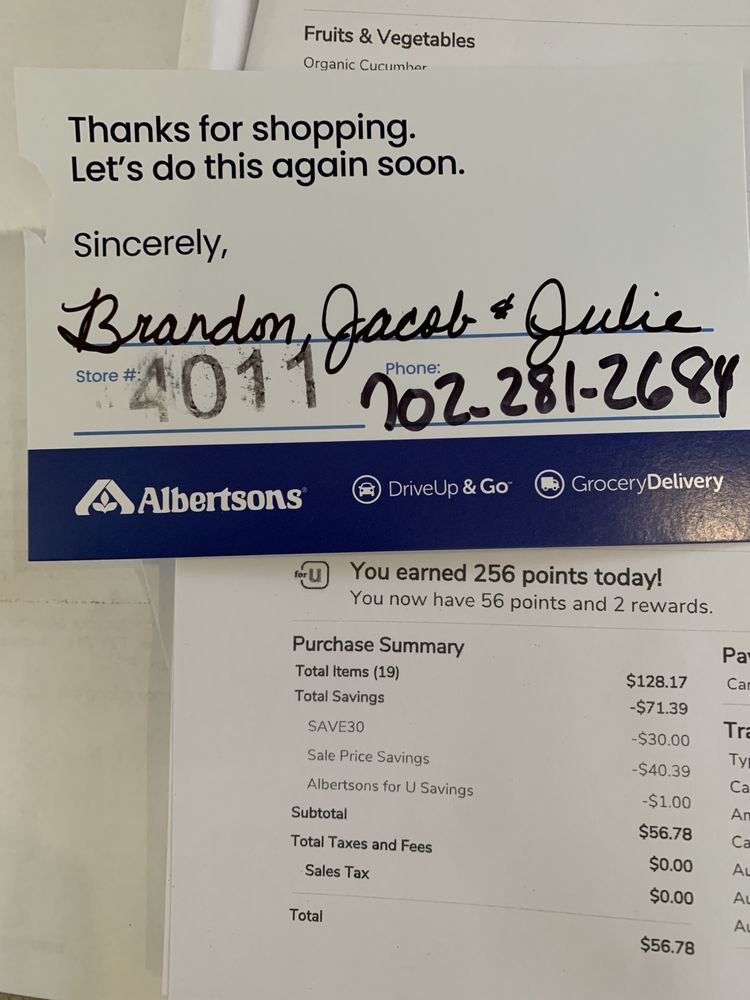 Fruits & Vegetables
Organic Cucumber
Thanks for shopping.
Let's do this again soon.
Sincerely,
Brandon, Jacob & Julie
Store #: 4011 Phone: 702-281-2684
Albertsons DriveUp & Go™ GroceryDelivery
for U You earned 256 points today!
You now have 56 points and 2 rewards.
Purchase Summary
Total Items (19) $128.17
Total Savings -$71.39
SAVE30 -$30.00
Sale Price Savings -$40.39
Albertsons for U Savings -$1.00
Subtotal $56.78
Total Taxes and Fees $0.00
Sales Tax $0.00
Total $56.78